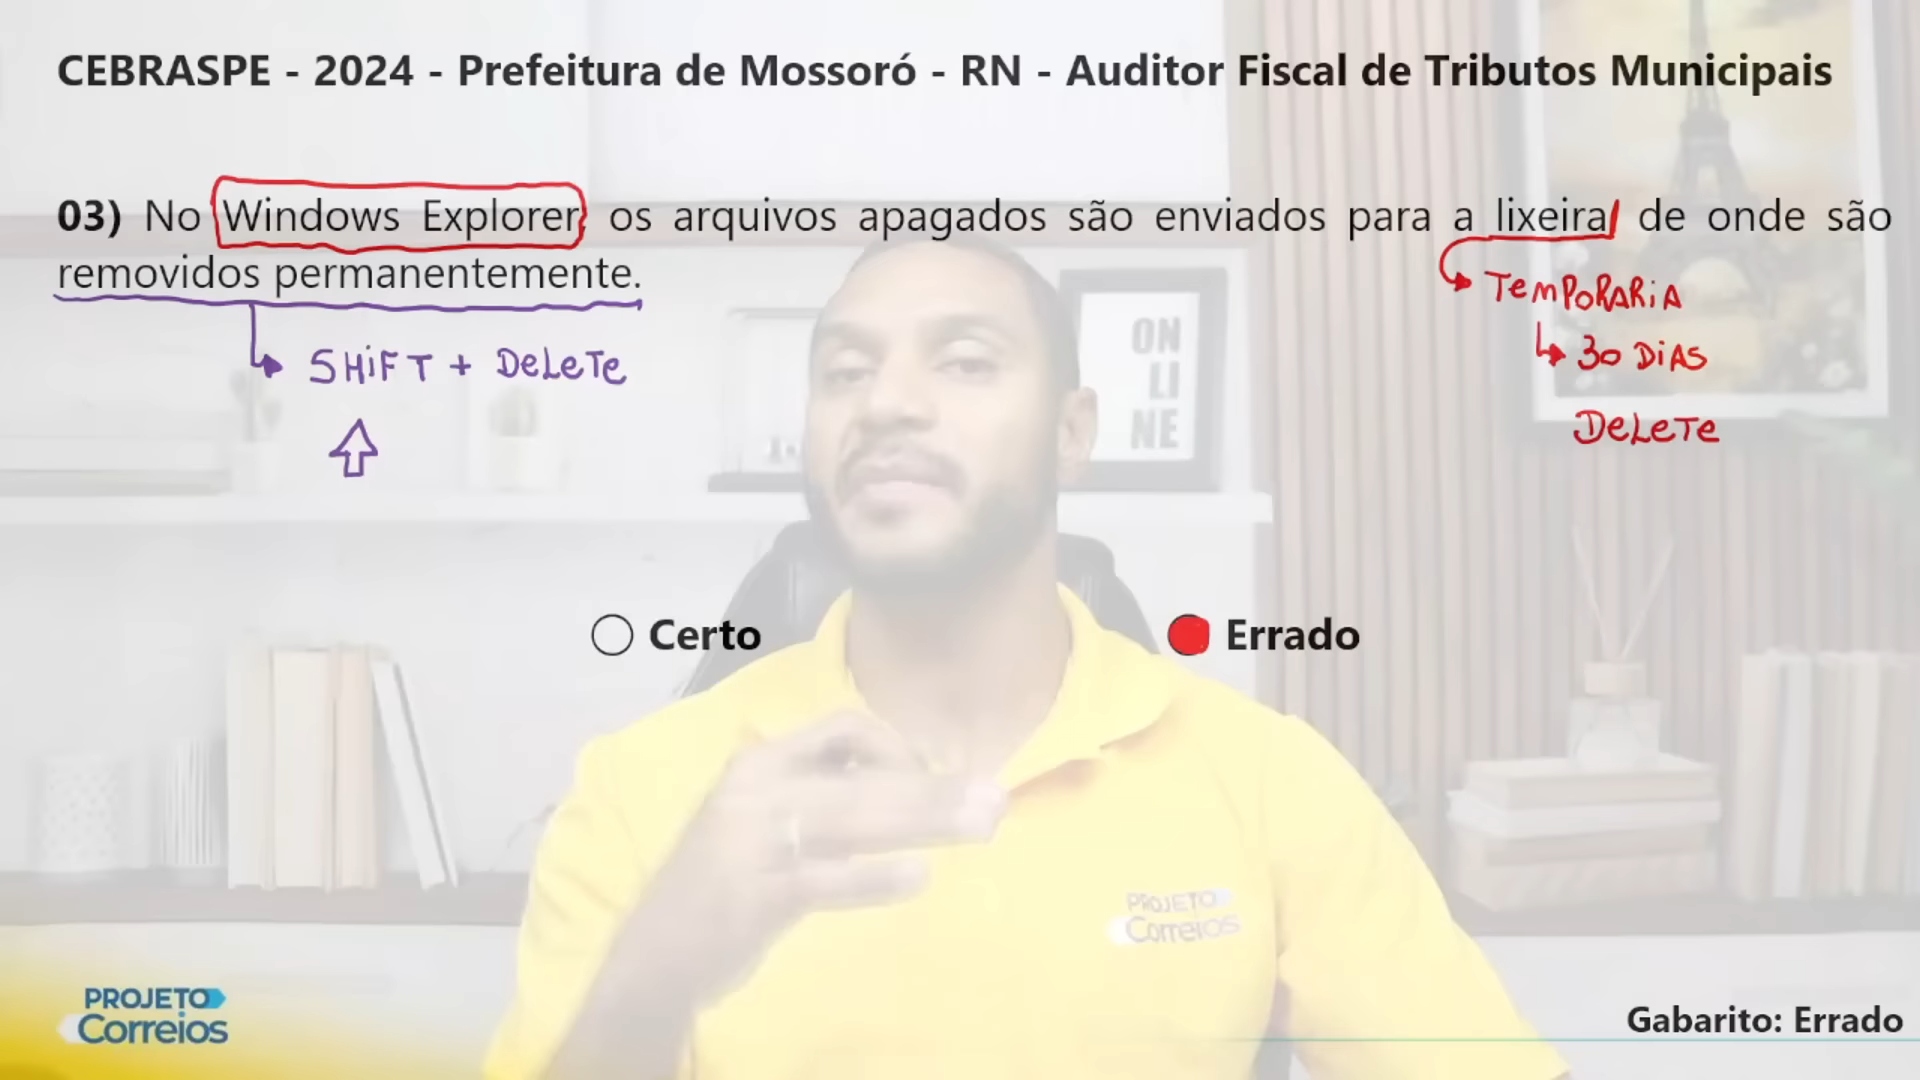 CEBRASPE - 2024 - Prefeitura de Mossoró - RN - Auditor Fiscal de Tributos Municipais
03) No Windows Explorer, os arquivos apagados são enviados para a lixeira, de onde são
removidos permanentemente.
TEMPORARIA
30 DIAS
SHIFT + DELETE
DELETE
ON
LI
NE
Certo
Errado
PROJETO
Correios
PROJETO
Correios
Gabarito: Errado